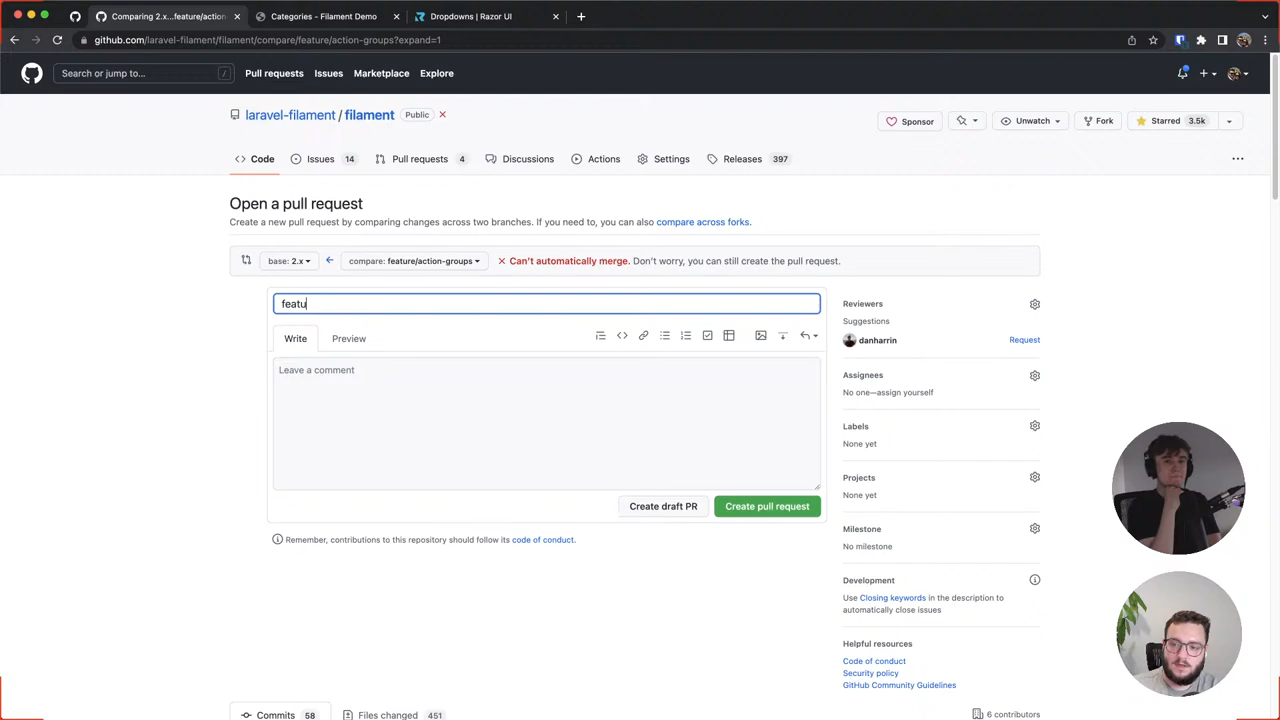 Comparing 2.x...feature/action
Categories - Filament Demo
Dropdowns | Razor UI
github.com/laravel-filament/filament/compare/feature/action-groups?expand=1
Search or jump to... /
Pull requests Issues Marketplace Explore
laravel-filament / filament Public
Sponsor Unwatch Fork Starred 3.5k
Code Issues 14 Pull requests 4 Discussions Actions Settings Releases 397
Open a pull request
Create a new pull request by comparing changes across two branches. If you need to, you can also compare across forks.
base: 2.x compare: feature/action-groups Can't automatically merge. Don't worry, you can still create the pull request.
featu
Write Preview
Leave a comment
Create draft PR Create pull request
Remember, contributions to this repository should follow its code of conduct.
Reviewers
Suggestions
danharrin Request
Assignees
No one—assign yourself
Labels
None yet
Projects
None yet
Milestone
No milestone
Development
Use Closing keywords in the description to
automatically close issues
Helpful resources
Code of conduct
Security policy
GitHub Community Guidelines
Commits 58 Files changed 451
6 contributors